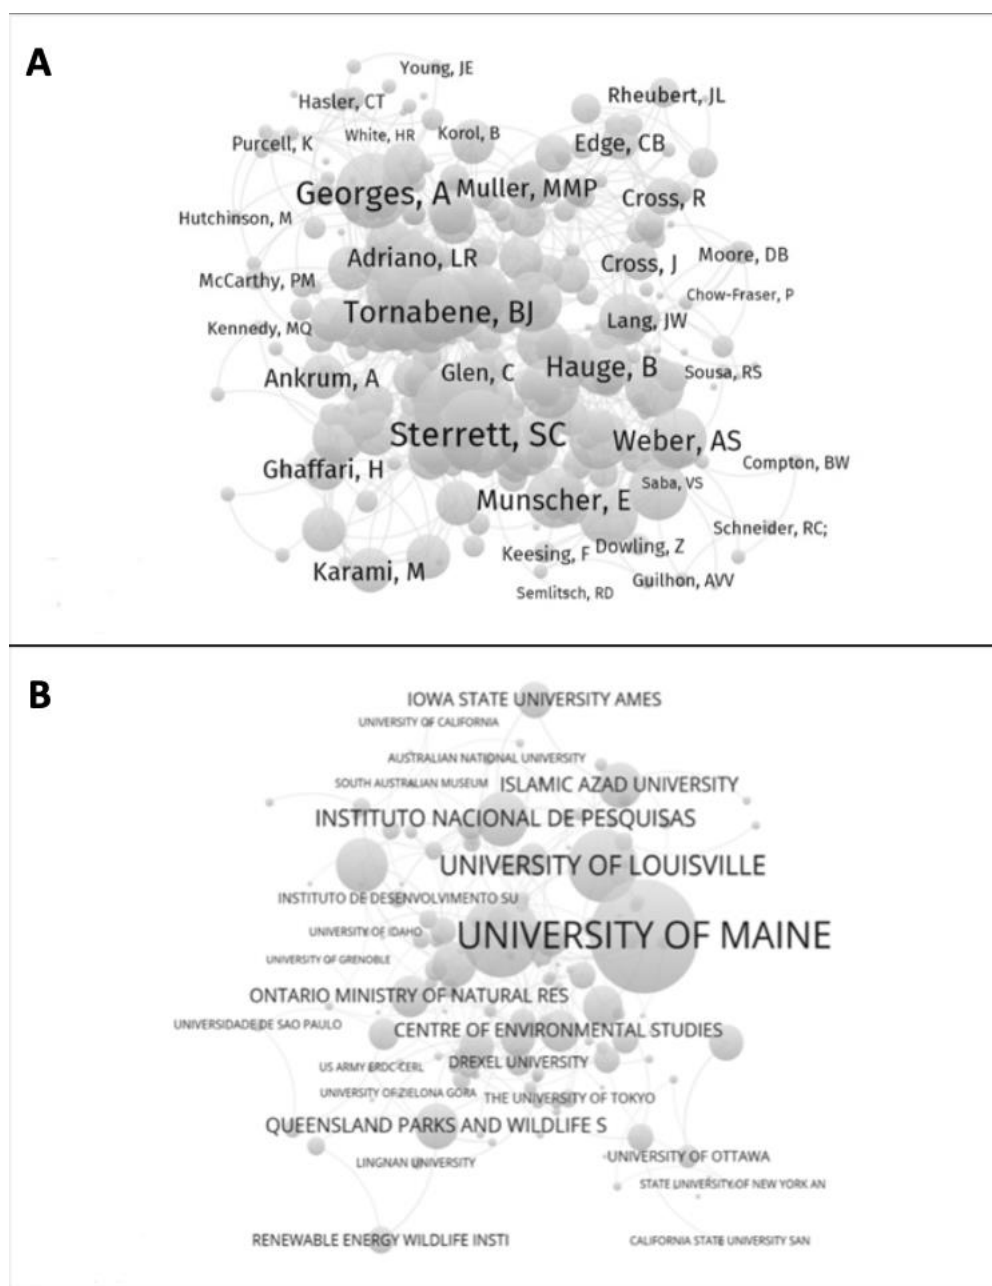 A
Young, JE
Hasler, CT
Rheubert, JL
White, HR
Korol, B
Purcell, K
Edge, CB
Georges, A
Muller, MMP
Cross, R
Hutchinson, M
Adriano, LR
Cross, J
Moore, DB
McCarthy, PM
Chow-Fraser, P
Tornabene, BJ
Lang, JW
Kennedy, MQ
Ankrum, A
Glen, C
Hauge, B
Sousa, RS
Sterrett, SC
Weber, AS
Ghaffari, H
Compton, BW
Saba, VS
Munscher, E
Schneider, RC;
Keesing, F
Dowling, Z
Karami, M
Guilhon, AVV
Semlitsch, RD
B
IOWA STATE UNIVERSITY AMES
UNIVERSITY OF CALIFORNIA
AUSTRALIAN NATIONAL UNIVERSITY
SOUTH AUSTRALIAN MUSEUM
ISLAMIC AZAD UNIVERSITY
INSTITUTO NACIONAL DE PESQUISAS
UNIVERSITY OF LOUISVILLE
INSTITUTO DE DESENVOLVIMENTO SU
UNIVERSITY OF IDAHO
UNIVERSITY OF MAINE
UNIVERSITY OF GRENOBLE
ONTARIO MINISTRY OF NATURAL RES
UNIVERSIDADE DE SAO PAULO
CENTRE OF ENVIRONMENTAL STUDIES
US ARMY ERDC-CERL
DREXEL UNIVERSITY
UNIVERSITY OF ZIELONA GORA
THE UNIVERSITY OF TOKYO
QUEENSLAND PARKS AND WILDLIFE S
LINGNAN UNIVERSITY
UNIVERSITY OF OTTAWA
STATE UNIVERSITY OF NEW YORK AN
RENEWABLE ENERGY WILDLIFE INSTI
CALIFORNIA STATE UNIVERSITY SAN